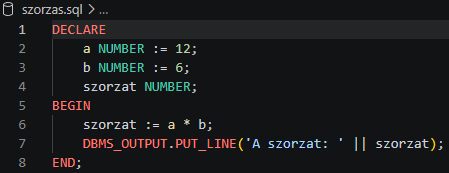 szorzas.sql > ...
1 DECLARE
2     a NUMBER := 12;
3     b NUMBER := 6;
4     szorzat NUMBER;
5 BEGIN
6     szorzat := a * b;
7     DBMS_OUTPUT.PUT_LINE('A szorzat: ' || szorzat);
8 END;